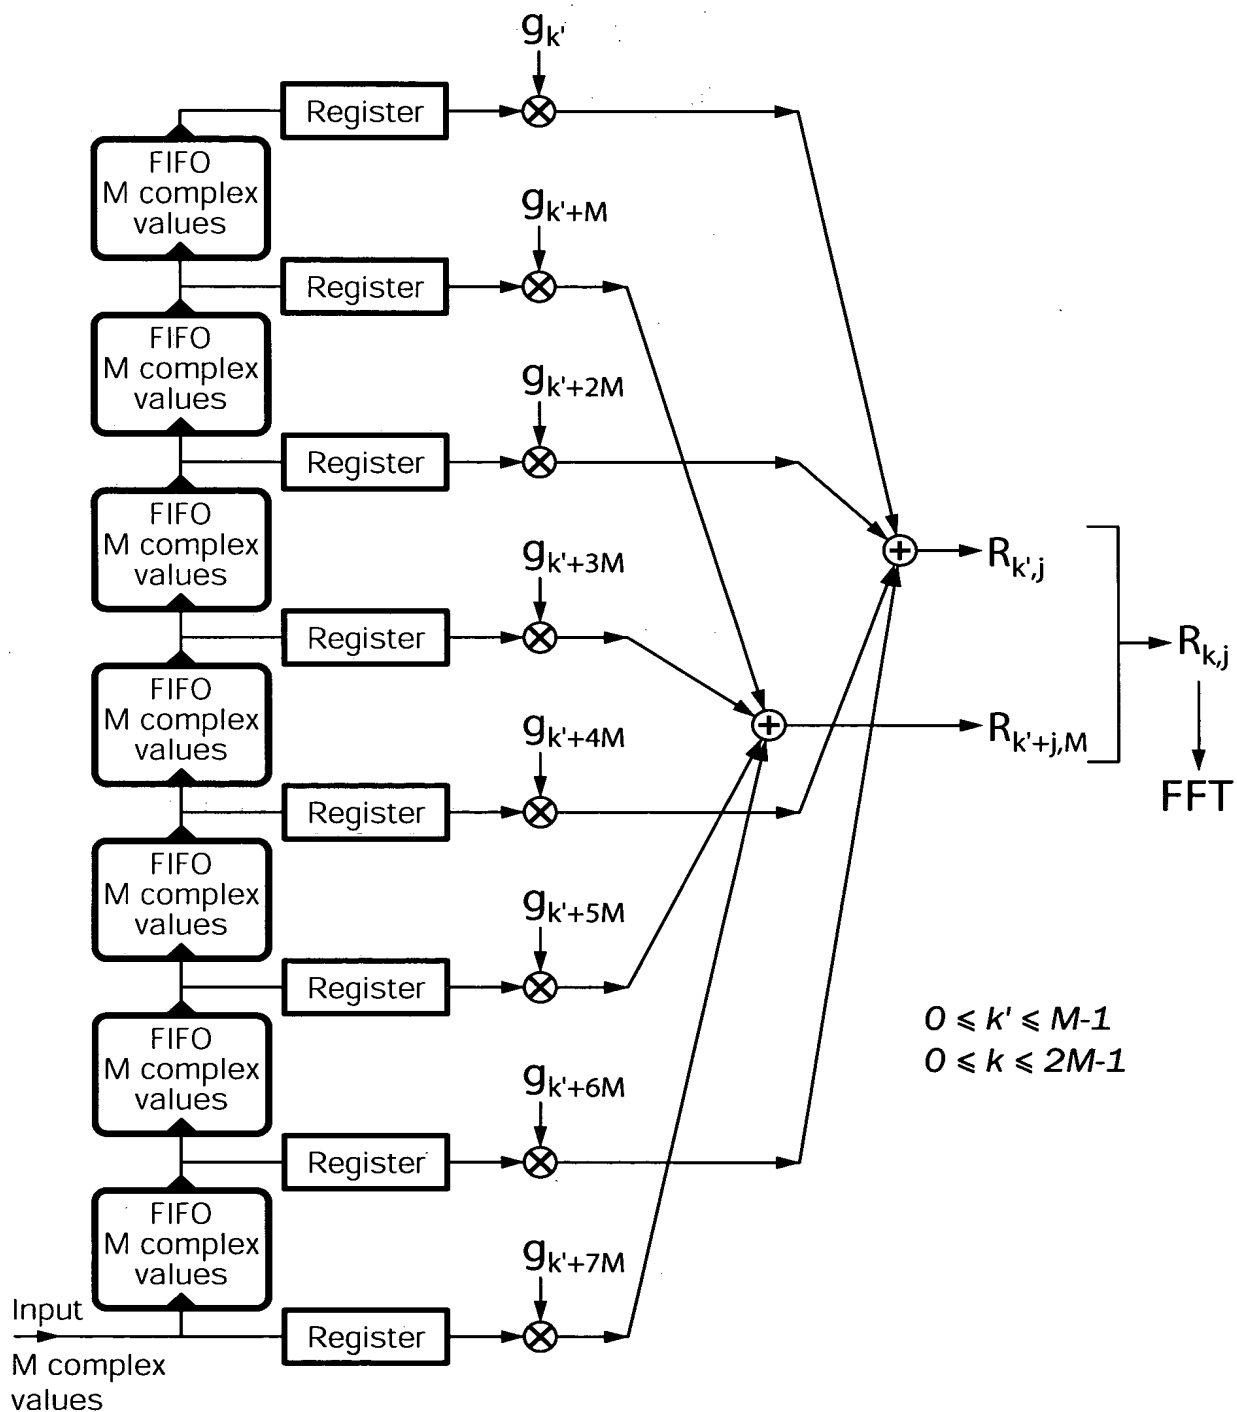 g_{k'}
Register
FIFO
M complex
values
g_{k'+M}
Register
FIFO
M complex
values
g_{k'+2M}
Register
FIFO
M complex
values
g_{k'+3M}
Register
R_{k',j}
R_{k,j}
FIFO
M complex
values
g_{k'+4M}
R_{k'+j,M}
FFT
Register
FIFO
M complex
values
g_{k'+5M}
Register
0 ⩽ k' ⩽ M-1
0 ⩽ k ⩽ 2M-1
FIFO
M complex
values
g_{k'+6M}
Register
FIFO
M complex
values
g_{k'+7M}
Register
Input
M complex
values